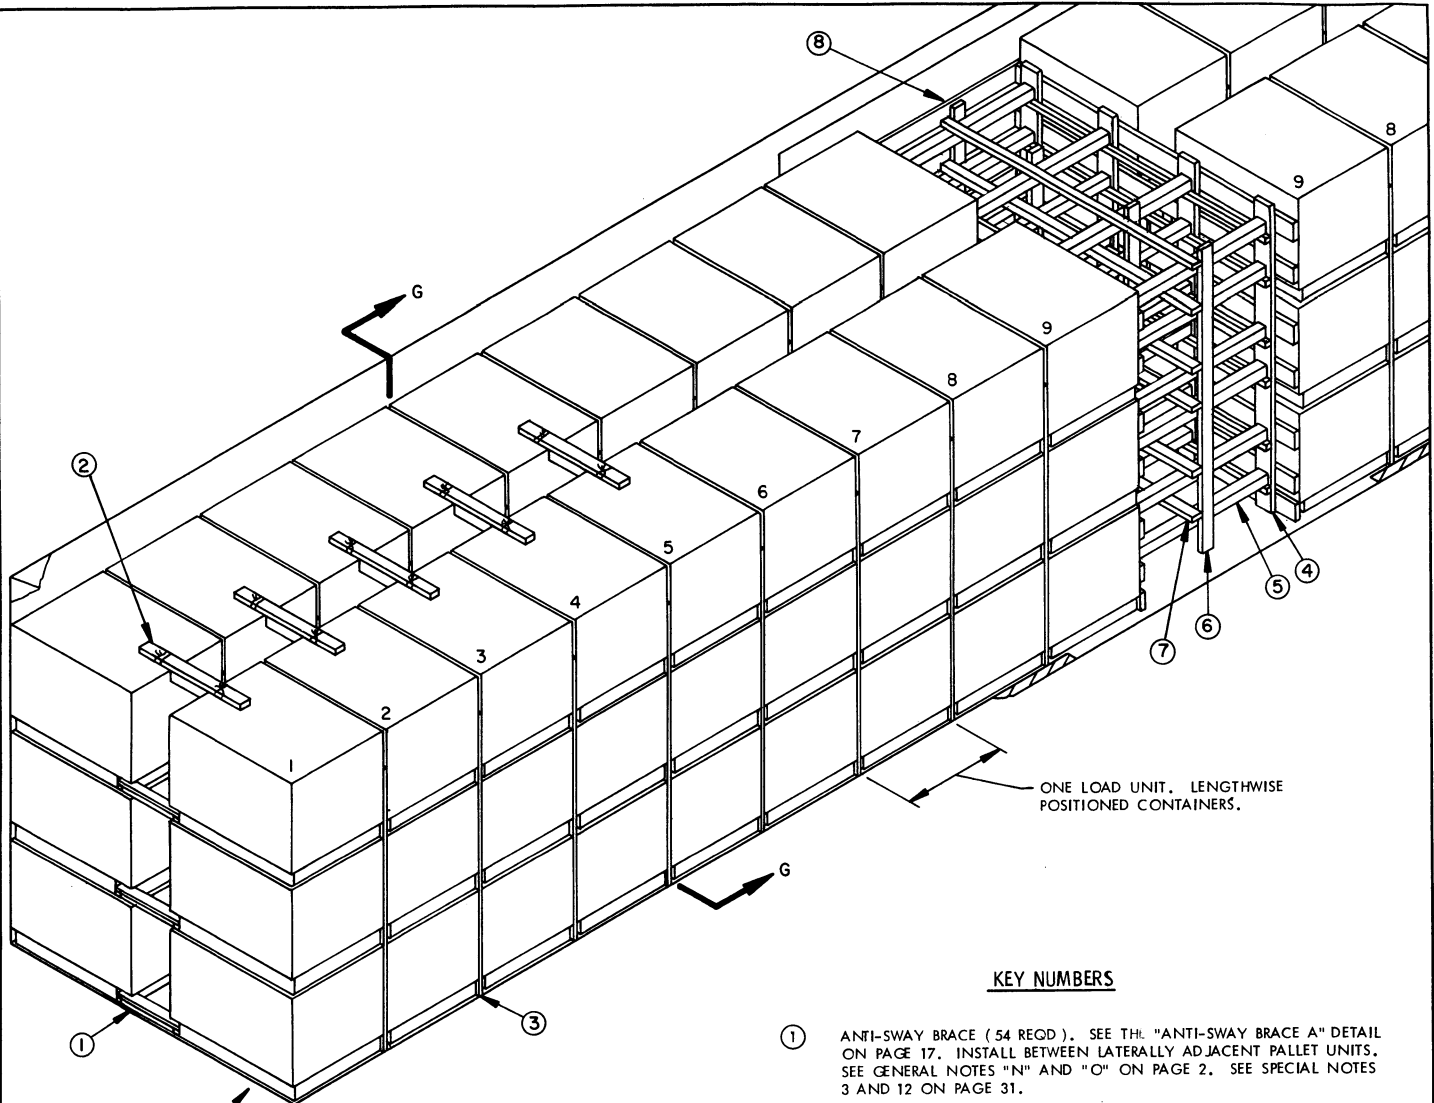 8
8
9
G
9
8
7
2
6
5
4
3
4
5
2
6
1
7
ONE LOAD UNIT. LENGTHWISE
POSITIONED CONTAINERS.
G
KEY NUMBERS
3
1
1 ANTI-SWAY BRACE (54 REQD). SEE THE "ANTI-SWAY BRACE A" DETAIL
ON PAGE 17. INSTALL BETWEEN LATERALLY ADJACENT PALLET UNITS.
SEE GENERAL NOTES "N" AND "O" ON PAGE 2. SEE SPECIAL NOTES
3 AND 12 ON PAGE 31.